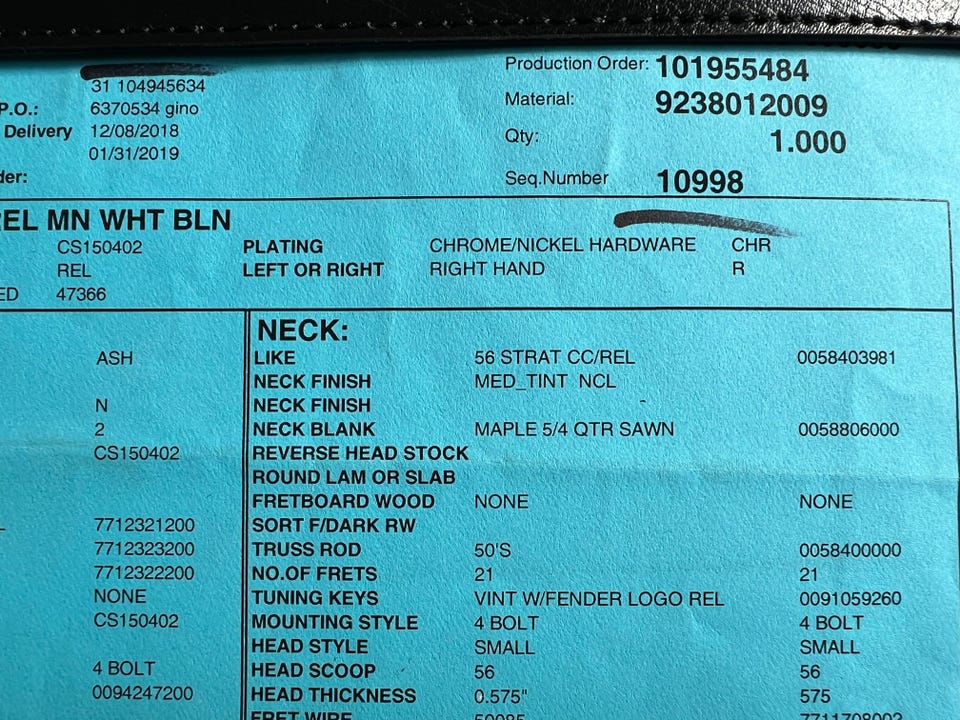 31 104945634
P.O.: 6370534 gino
Delivery 12/08/2018
01/31/2019
der:
Production Order: 101955484
Material: 9238012009
Qty: 1.000
Seq.Number 10998
REL MN WHT BLN
CS150402 PLATING CHROME/NICKEL HARDWARE CHR
REL LEFT OR RIGHT RIGHT HAND R
ED 47366
NECK:
ASH LIKE 56 STRAT CC/REL 0058403981
NECK FINISH MED_TINT NCL
N NECK FINISH
2 NECK BLANK MAPLE 5/4 QTR SAWN 0058806000
CS150402 REVERSE HEAD STOCK
ROUND LAM OR SLAB
FRETBOARD WOOD NONE NONE
7712321200 SORT F/DARK RW
7712323200 TRUSS ROD 50'S 0058400000
7712322200 NO.OF FRETS 21 21
NONE TUNING KEYS VINT W/FENDER LOGO REL 0091059260
CS150402 MOUNTING STYLE 4 BOLT 4 BOLT
HEAD STYLE SMALL SMALL
4 BOLT HEAD SCOOP 56 56
0094247200 HEAD THICKNESS 0.575" 575
FRET WIRE 50085 7711708002